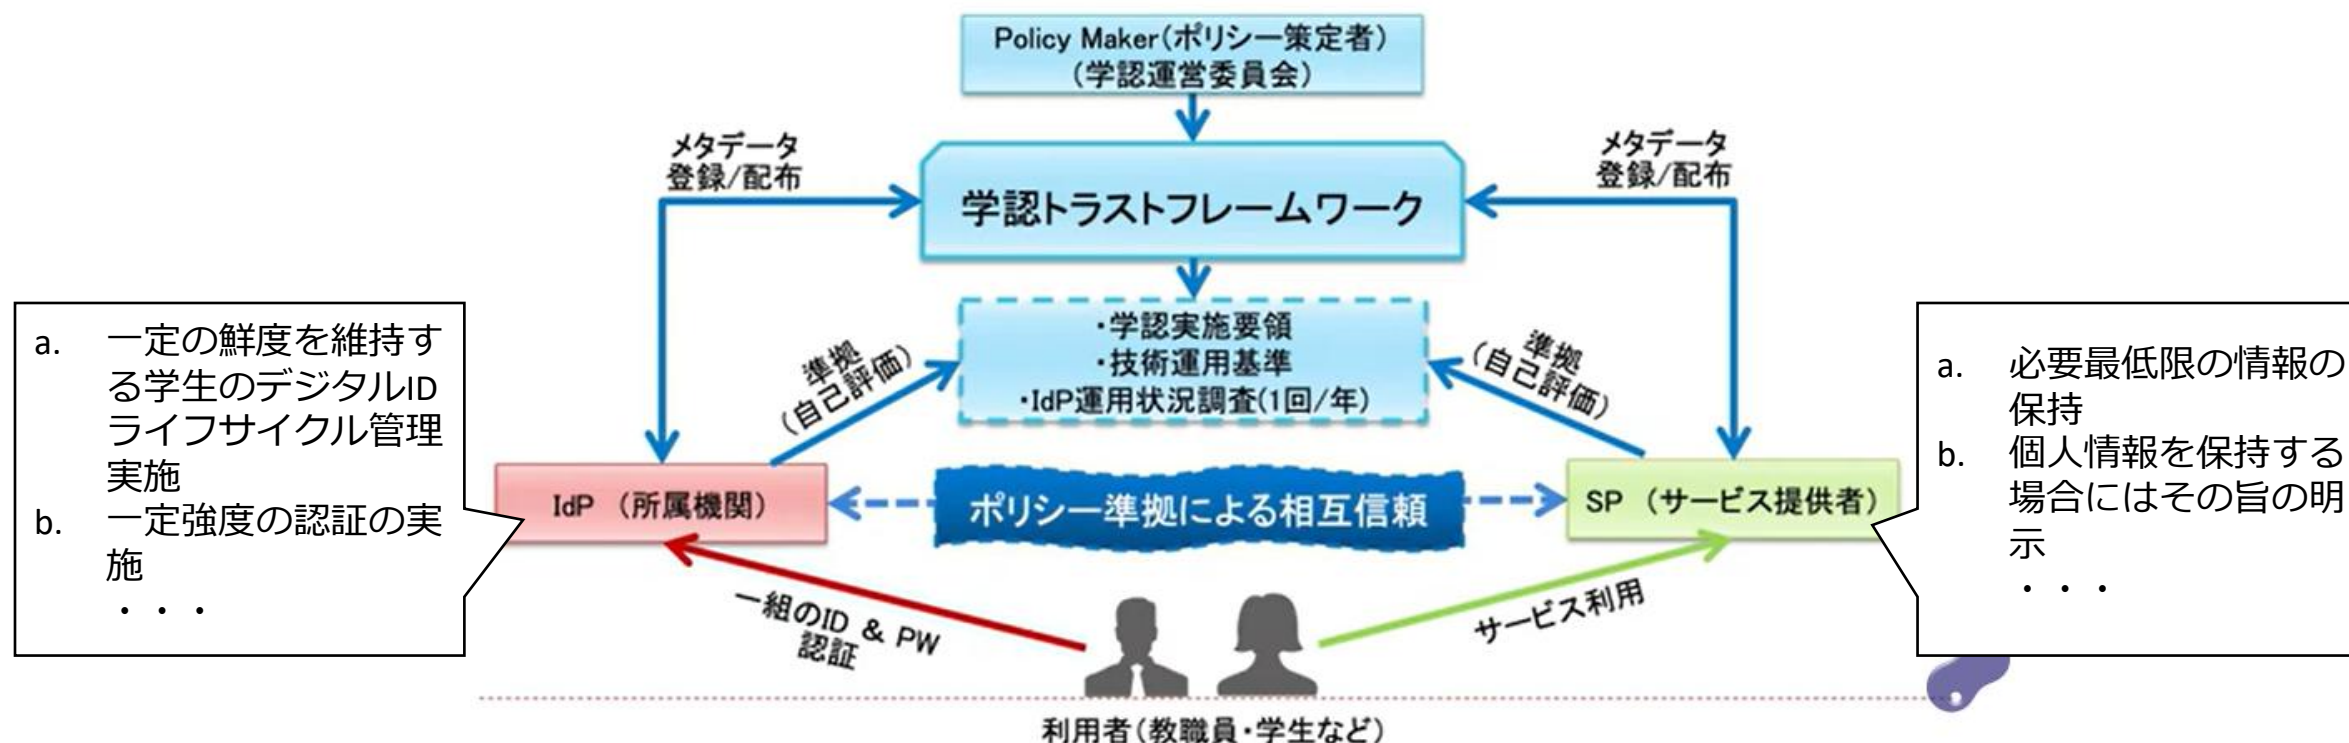 Policy Maker(ポリシー策定者)
(学認運営委員会)
メタデータ
登録/配布
メタデータ
登録/配布
学認トラストフレームワーク
・学認実施要領
・技術運用基準
・IdP運用状況調査(1回/年)
準拠
(自己評価)
準拠
(自己評価)
a. 一定の鮮度を維持す
る学生のデジタルID
ライフサイクル管理
実施
b. 一定強度の認証の実
施
・・・
a. 必要最低限の情報の
保持
b. 個人情報を保持する
場合にはその旨の明
示
・・・
IdP (所属機関)
ポリシー準拠による相互信頼
SP (サービス提供者)
一組のID & PW
認証
サービス利用
利用者(教職員・学生など)